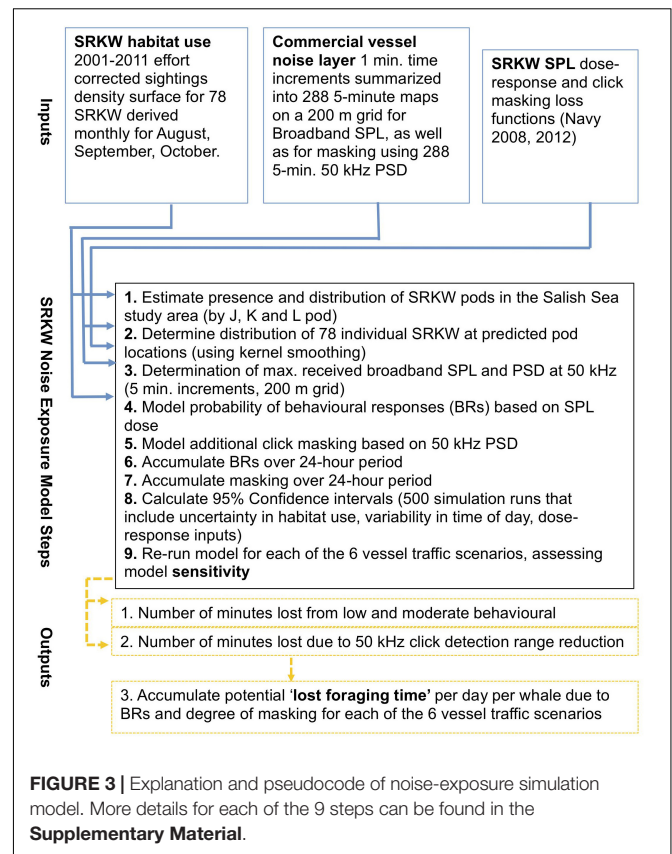 SRKW habitat use
2001-2011 effort
corrected sightings
density surface for 78
SRKW derived
monthly for August,
September, October.
Commercial vessel
noise layer 1 min. time
increments summarized
into 288 5-minute maps
on a 200 m grid for
Broadband SPL, as well
as for masking using 288
5-min. 50 kHz PSD
SRKW SPL dose-
response and click
masking loss
functions (Navy
2008, 2012)
Inputs
SRKW Noise Exposure Model Steps
1. Estimate presence and distribution of SRKW pods in the Salish Sea
study area (by J, K and L pod)
2. Determine distribution of 78 individual SRKW at predicted pod
locations (using kernel smoothing)
3. Determination of max. received broadband SPL and PSD at 50 kHz
(5 min. increments, 200 m grid)
4. Model probability of behavioural responses (BRs) based on SPL
dose
5. Model additional click masking based on 50 kHz PSD
6. Accumulate BRs over 24-hour period
7. Accumulate masking over 24-hour period
8. Calculate 95% Confidence intervals (500 simulation runs that
include uncertainty in habitat use, variability in time of day, dose-
response inputs)
9. Re-run model for each of the 6 vessel traffic scenarios, assessing
model sensitivity
Outputs
1. Number of minutes lost from low and moderate behavioural
2. Number of minutes lost due to 50 kHz click detection range reduction
3. Accumulate potential ‘lost foraging time’ per day per whale due to
BRs and degree of masking for each of the 6 vessel traffic scenarios
FIGURE 3 | Explanation and pseudocode of noise-exposure simulation
model. More details for each of the 9 steps can be found in the
Supplementary Material.